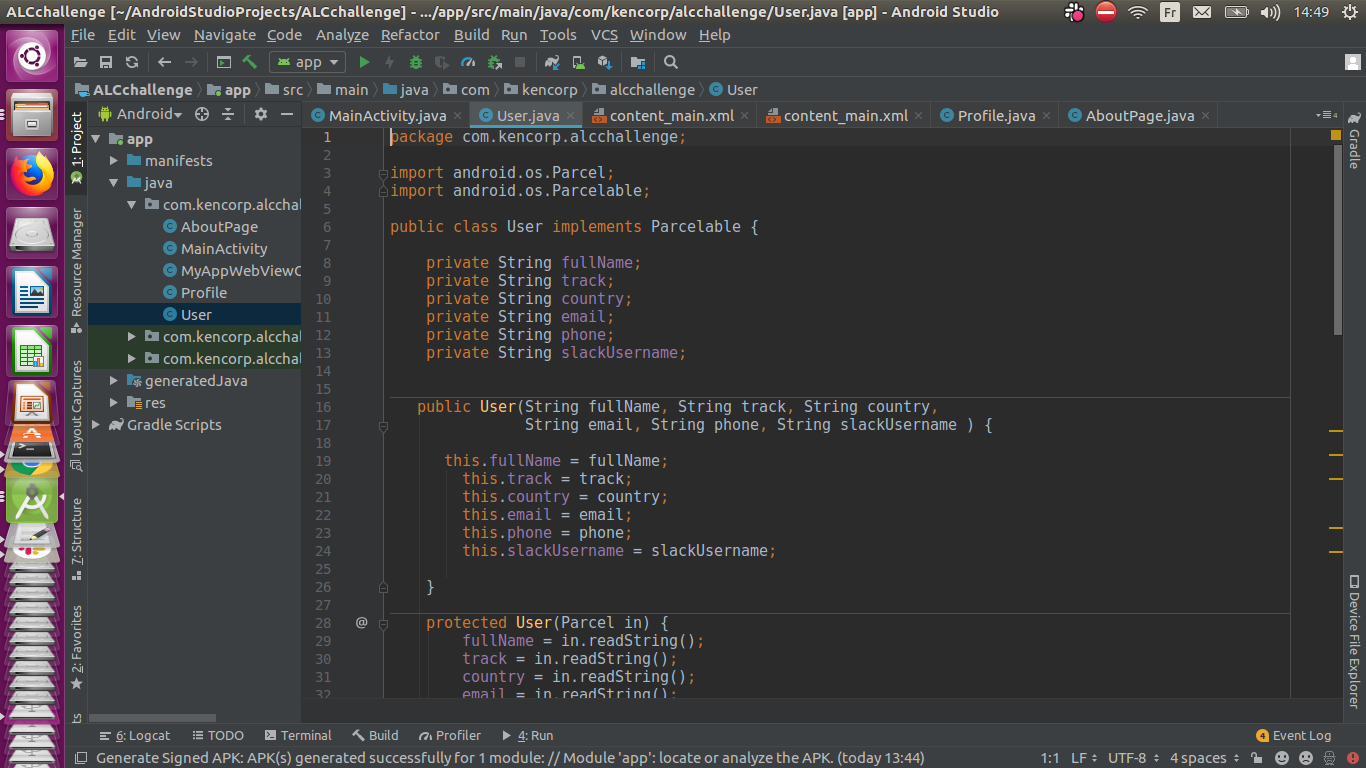 ALCchallenge [~/AndroidStudioProjects/ALCchallenge] - .../app/src/main/java/com/kencorp/alcchallenge/User.java [app] - Android Studio
Fr
14:49
File Edit View Navigate Code Analyze Refactor Build Run Tools VCS Window Help
app
ALCchallenge app src main java com kencorp alcchallenge User
Android
MainActivity.java User.java content_main.xml content_main.xml Profile.java AboutPage.java
4
1: Project
Resource Manager
Layout Captures
7: Structure
2: Favorites
app
manifests
java
com.kencorp.alcchal
AboutPage
MainActivity
MyAppWebViewC
Profile
User
com.kencorp.alcchal
com.kencorp.alcchal
generatedJava
res
Gradle Scripts
1 package com.kencorp.alcchallenge;
2
3 import android.os.Parcel;
4 import android.os.Parcelable;
5
6 public class User implements Parcelable {
7
8 private String fullName;
9 private String track;
10 private String country;
11 private String email;
12 private String phone;
13 private String slackUsername;
14
15
16 public User(String fullName, String track, String country,
17 String email, String phone, String slackUsername ) {
18
19 this.fullName = fullName;
20 this.track = track;
21 this.country = country;
22 this.email = email;
23 this.phone = phone;
24 this.slackUsername = slackUsername;
25
26 }
27
28 @ protected User(Parcel in) {
29 fullName = in.readString();
30 track = in.readString();
31 country = in.readString();
32 email = in.readString();
Gradle
Device File Explorer
6: Logcat TODO Terminal Build Profiler 4: Run
4 Event Log
Generate Signed APK: APK(s) generated successfully for 1 module: // Module 'app': locate or analyze the APK. (today 13:44)
1:1 LF UTF-8 4 spaces